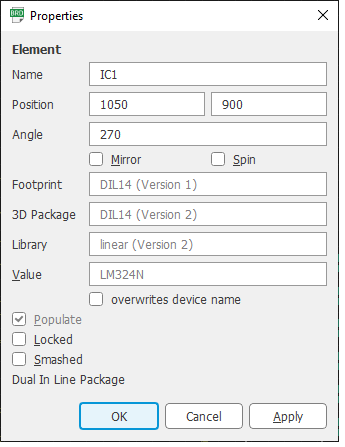 BRD Properties
Element
Name IC1
Position 1050 900
Angle 270
Mirror Spin
Footprint DIL14 (Version 1)
3D Package DIL14 (Version 2)
Library linear (Version 2)
Value LM324N
overwrites device name
Populate
Locked
Smashed
Dual In Line Package
OK Cancel Apply